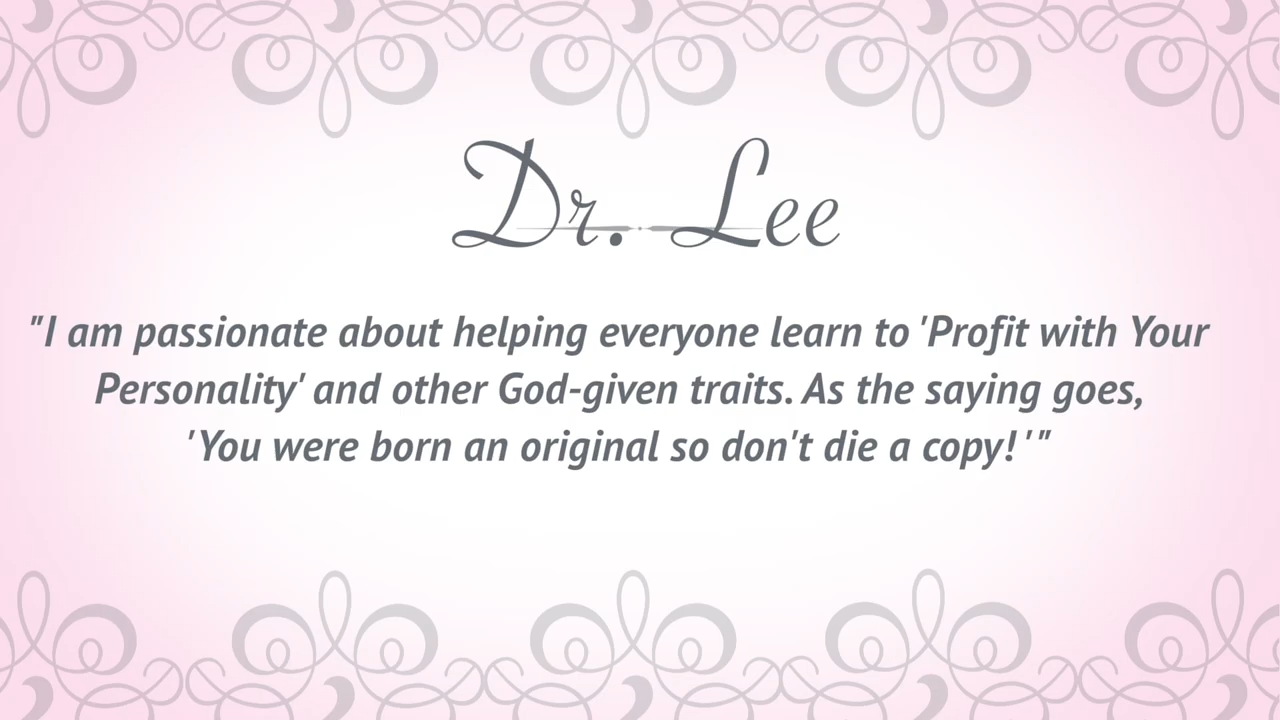 Dr. Lee
"I am passionate about helping everyone learn to 'Profit with Your
Personality' and other God-given traits. As the saying goes,
'You were born an original so don't die a copy!'"